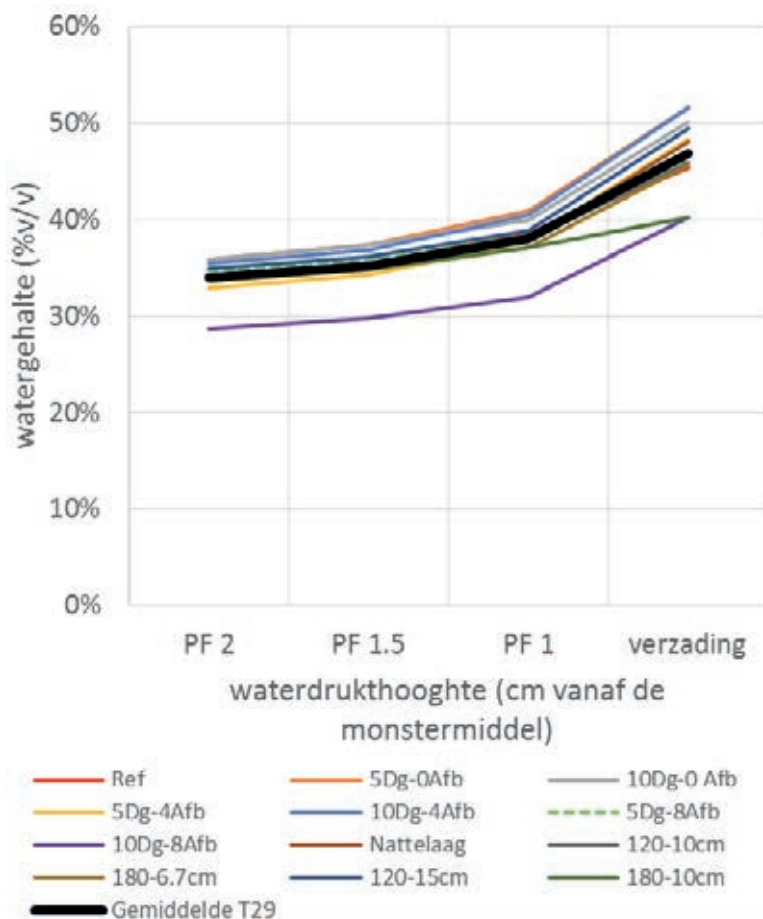 60%
50%
40%
30%
20%
10%
0%
watergehalte (%v/v)
PF 2 PF 1.5 PF 1 verzading
waterdrukthooghte (cm vanaf de
monstermiddel)
Ref 5Dg-0Afb 10Dg-0 Afb
5Dg-4Afb 10Dg-4Afb 5Dg-8Afb
10Dg-8Afb Nattelaag 120-10cm
180-6.7cm 120-15cm 180-10cm
Gemiddelde T29